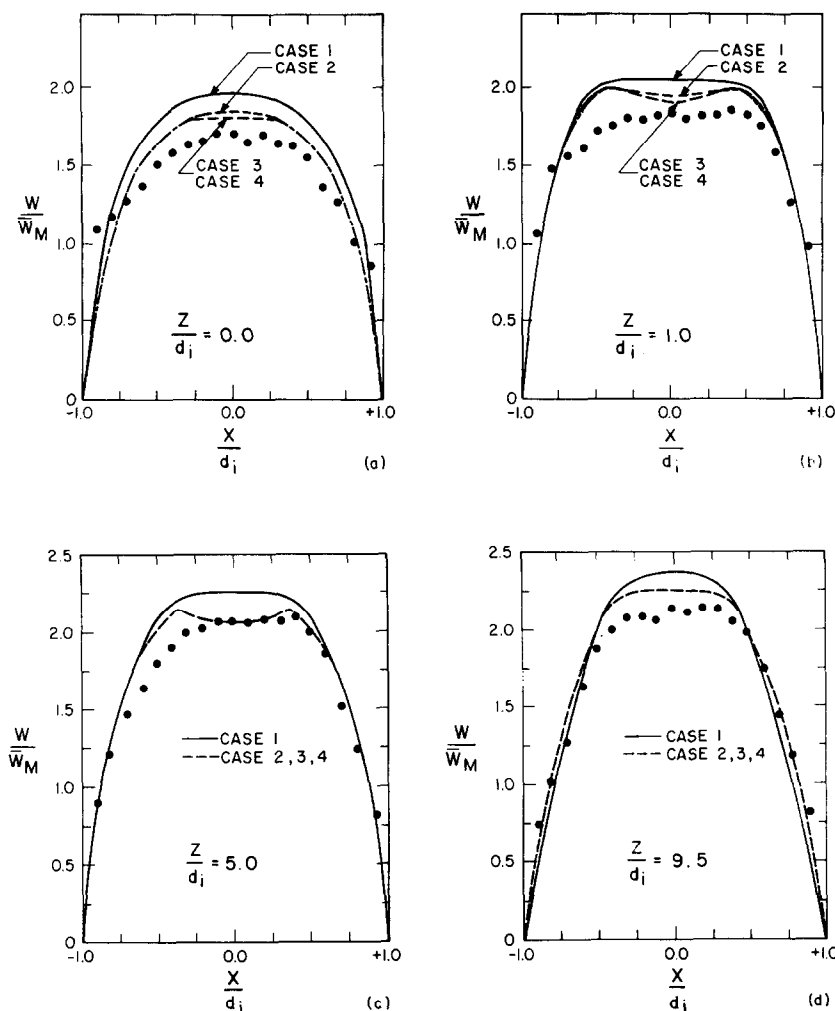 CASE 1
CASE 2
2.0
1.5
W
W̿M
1.0
CASE 3
CASE 4
0.5
Z/di = 0.0
0
-1.0 0.0 +1.0
X/di
(a)
CASE 1
CASE 2
2.0
1.5
W
W̿M
1.0
CASE 3
CASE 4
0.5
Z/di = 1.0
0
-1.0 0.0 +1.0
X/di
(b)
2.5
2.0
1.5
W
W̿M
1.0
CASE 1
CASE 2,3,4
0.5
Z/di = 5.0
0
-1.0 0.0 +1.0
X/di
(c)
2.5
2.0
1.5
W
W̿M
1.0
CASE 1
CASE 2,3,4
0.5
Z/di = 9.5
0
-1.0 0.0 +1.0
X/di
(d)